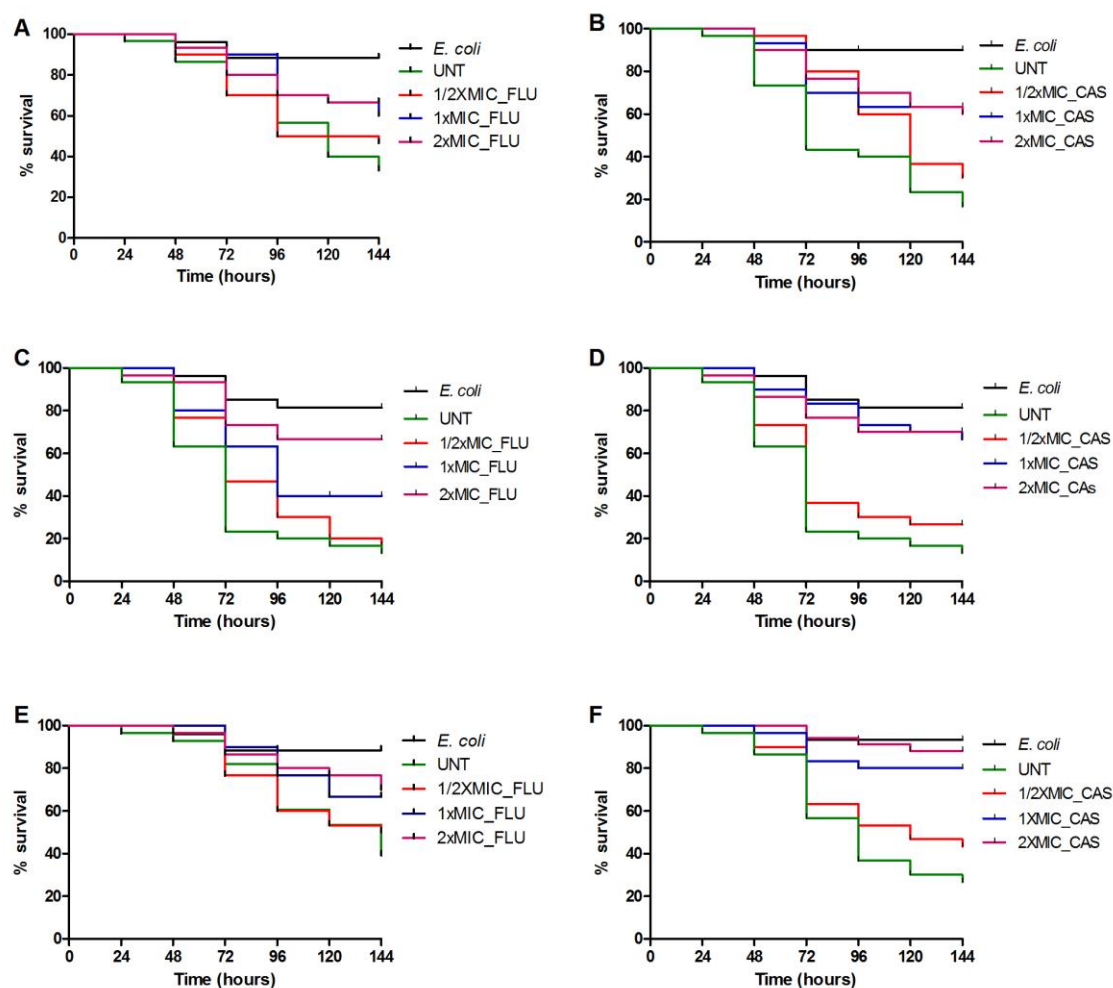 A
100
80
60
40
20
0
% survival
0 24 48 72 96 120 144
Time (hours)
E. coli
UNT
1/2XMIC_FLU
1xMIC_FLU
2xMIC_FLU
B
100
80
60
40
20
0
% survival
0 24 48 72 96 120 144
Time (hours)
E. coli
UNT
1/2xMIC_CAS
1xMIC_CAS
2xMIC_CAS
C
100
80
60
40
20
0
% survival
0 24 48 72 96 120 144
Time (hours)
E. coli
UNT
1/2xMIC_FLU
1xMIC_FLU
2xMIC_FLU
D
100
80
60
40
20
0
% survival
0 24 48 72 96 120 144
Time (hours)
E. coli
UNT
1/2xMIC_CAS
1xMIC_CAS
2xMIC_CAs
E
100
80
60
40
20
0
% survival
0 24 48 72 96 120 144
Time (hours)
E. coli
UNT
1/2XMIC_FLU
1xMIC_FLU
2xMIC_FLU
F
100
80
60
40
20
0
% survival
0 24 48 72 96 120 144
Time (hours)
E. coli
UNT
1/2XMIC_CAS
1XMIC_CAS
2XMIC_CAS